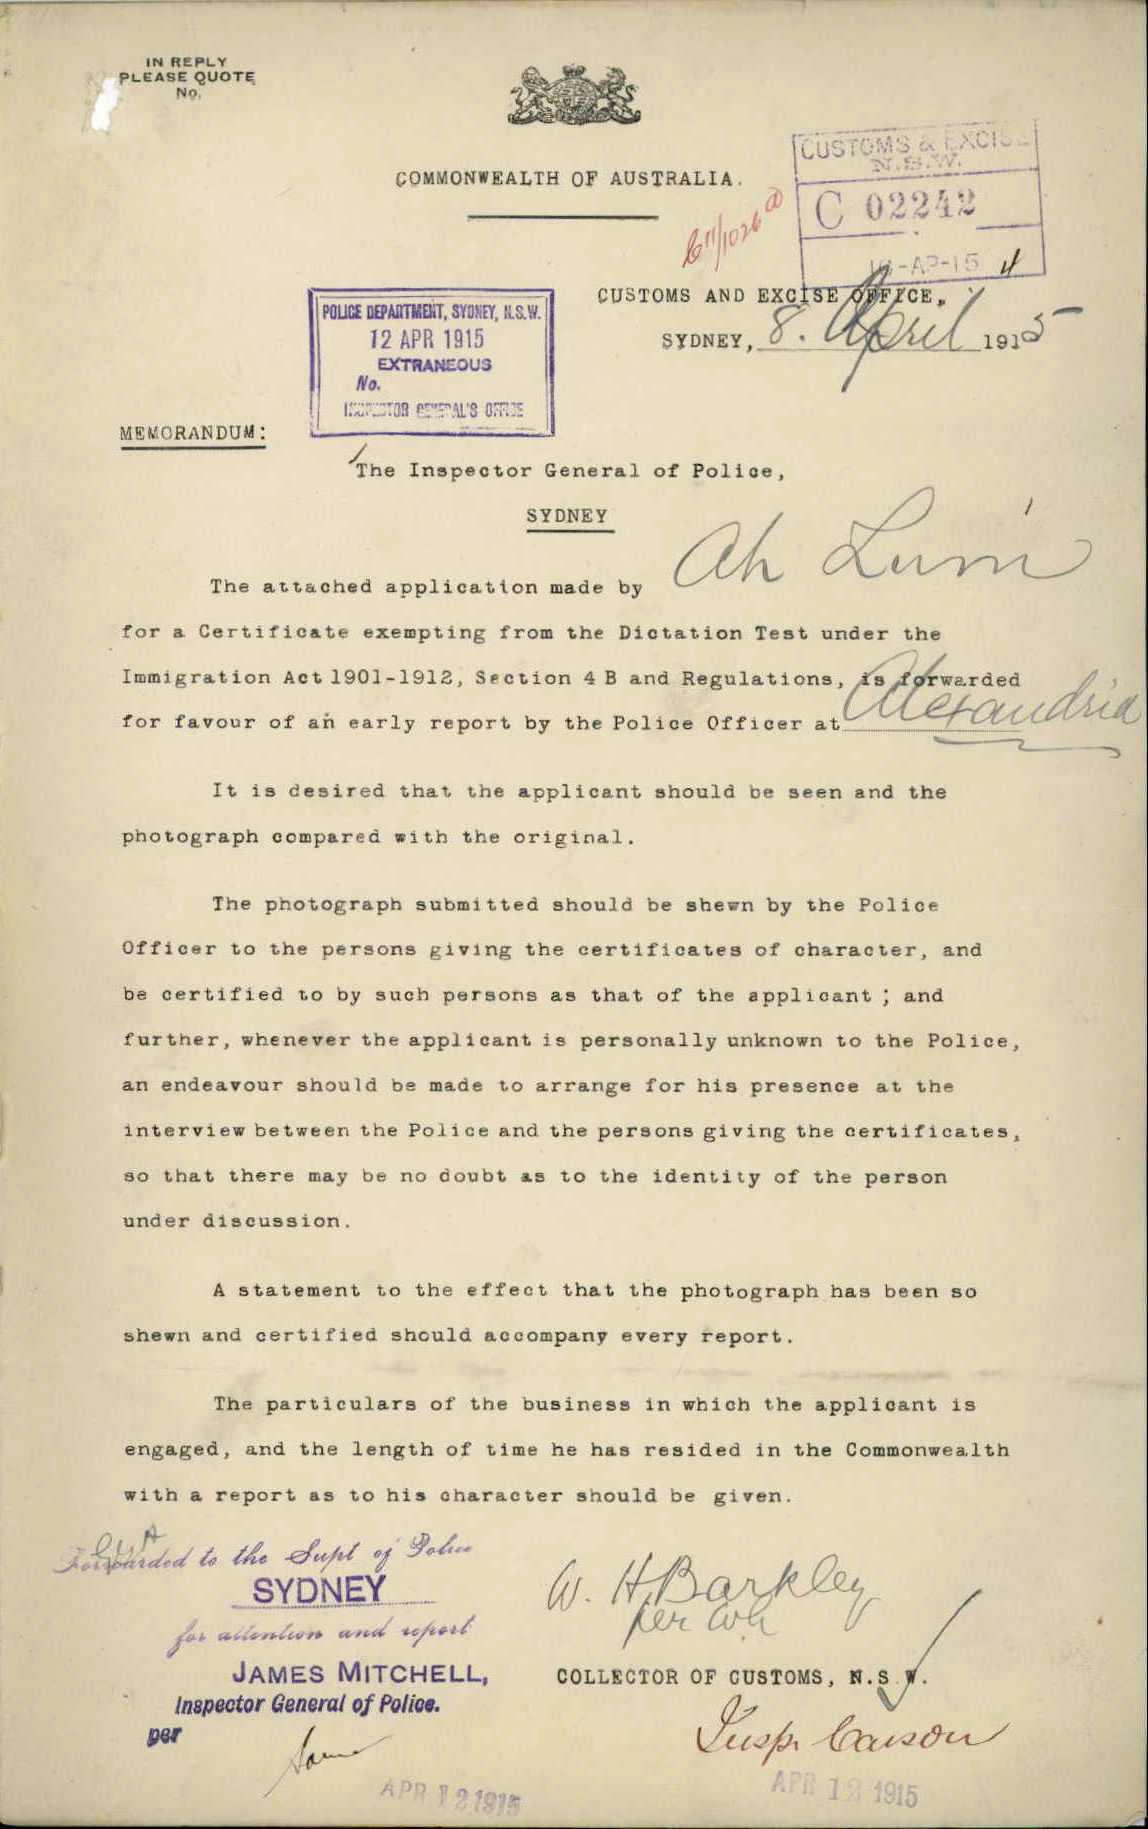 IN REPLY
PLEASE QUOTE
No.
COMMONWEALTH OF AUSTRALIA.
CUSTOMS & EXCISE
N.S.W.
C 02242
-AP-15
CUSTOMS AND EXCISE OFFICE,
SYDNEY, 8. April 1915
POLICE DEPARTMENT, SYDNEY, N.S.W.
12 APR 1915
EXTRANEOUS
No.
INSPECTOR GENERAL'S OFFICE
MEMORANDUM:
The Inspector General of Police,
SYDNEY
The attached application made by Ah Lum
for a Certificate exempting from the Dictation Test under the
Immigration Act 1901-1912, Section 4 B and Regulations, is forwarded
for favour of an early report by the Police Officer at Alexandria
It is desired that the applicant should be seen and the
photograph compared with the original.
The photograph submitted should be shewn by the Police
Officer to the persons giving the certificates of character, and
be certified to by such persons as that of the applicant; and
further, whenever the applicant is personally unknown to the Police,
an endeavour should be made to arrange for his presence at the
interview between the Police and the persons giving the certificates,
so that there may be no doubt as to the identity of the person
under discussion.
A statement to the effect that the photograph has been so
shewn and certified should accompany every report.
The particulars of the business in which the applicant is
engaged, and the length of time he has resided in the Commonwealth
with a report as to his character should be given.
Forwarded to the Supt of Police
SYDNEY
for attention and report
JAMES MITCHELL,
Inspector General of Police.
per
W. H. Barkley
per
COLLECTOR OF CUSTOMS, N.S.W.
Insp.
APR 12 1915
APR 12 1915